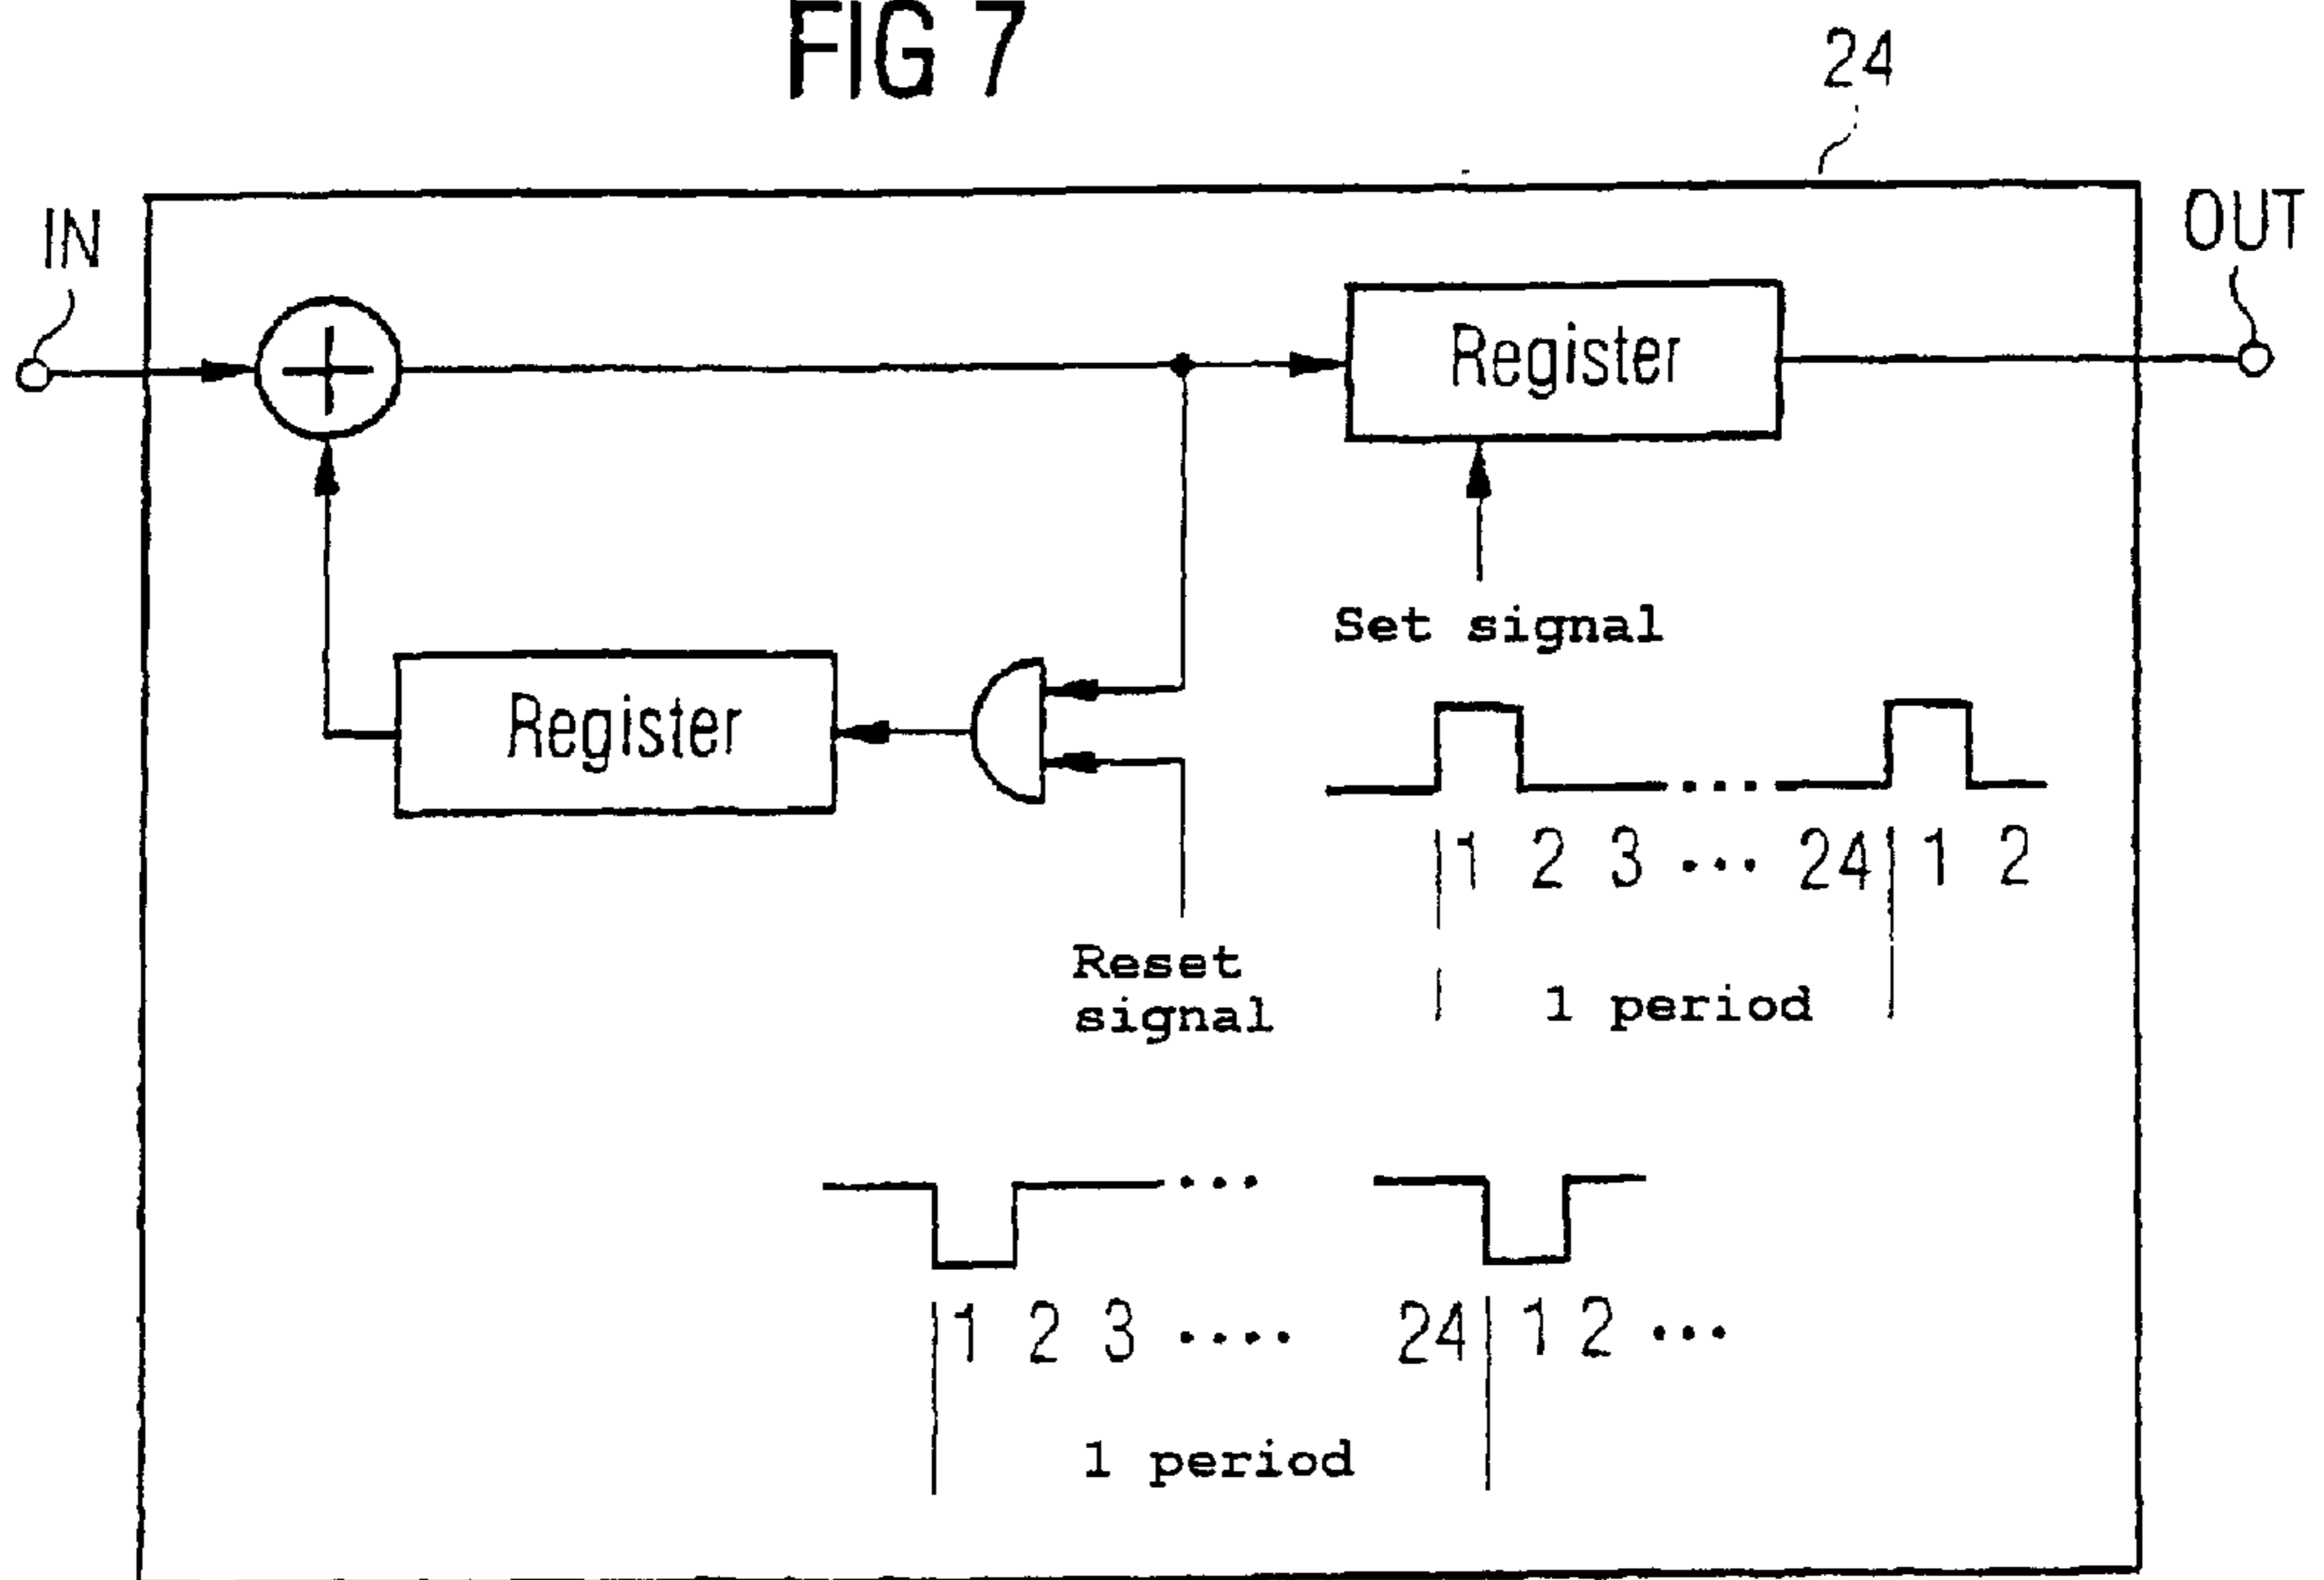 FIG 7
24
IN
OUT
Register
Set signal
Register
1 2 3 ... 24 1 2
Reset
signal
1 period
1 2 3 .... 24 1 2 ...
1 period